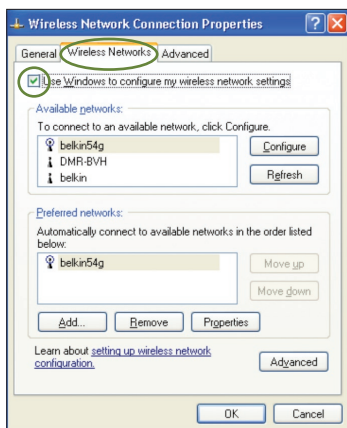 Wireless Network Connection Properties
General Wireless Networks Advanced
Use Windows to configure my wireless network settings
Available networks:
To connect to an available network, click Configure.
belkin54g
DMR-BVH
belkin
Configure
Refresh
Preferred networks:
Automatically connect to available networks in the order listed
below:
belkin54g
Move up
Move down
Add... Remove Properties
Learn about setting up wireless network
configuration.
Advanced
OK Cancel